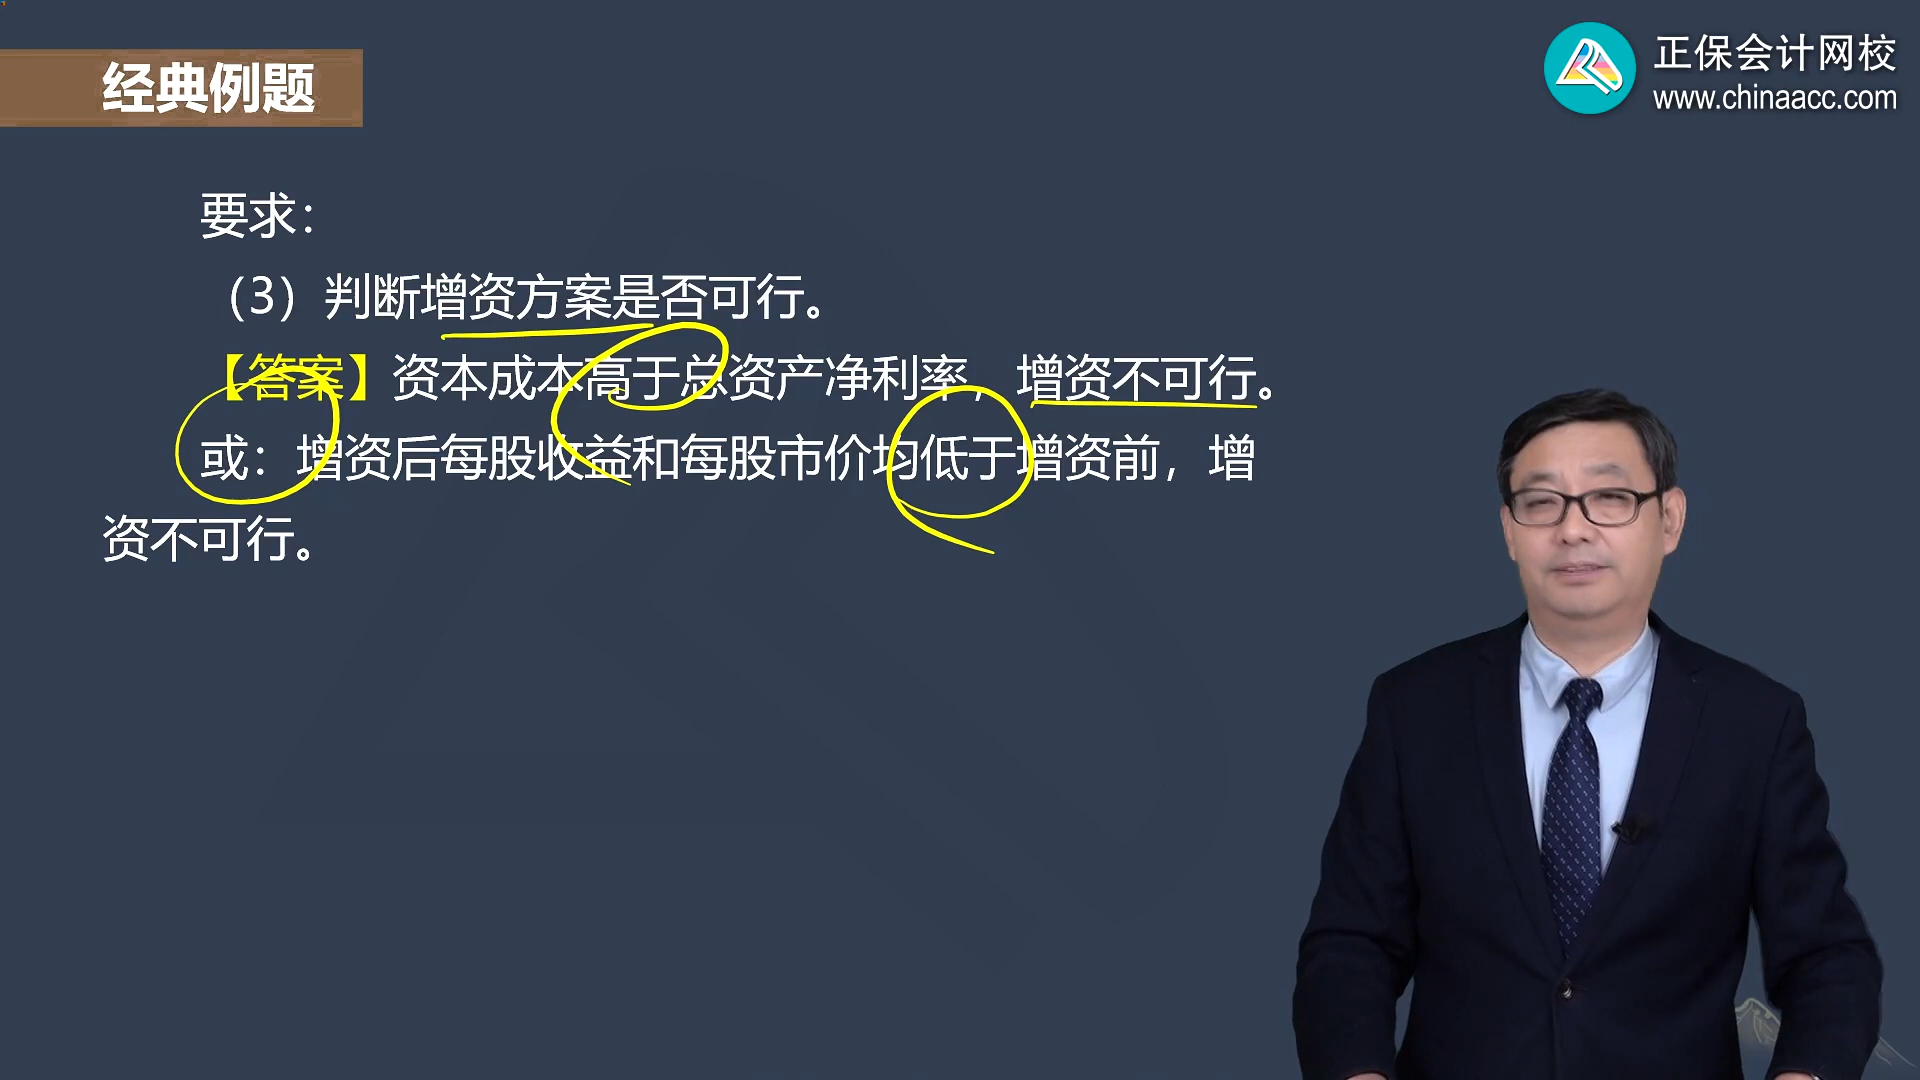 经典例题
正保会计网校
www.chinaacc.com
要求：
（3）判断增资方案是否可行。
【答案】资本成本高于总资产净利率，增资不可行。
或：增资后每股收益和每股市价均低于增资前，增
资不可行。